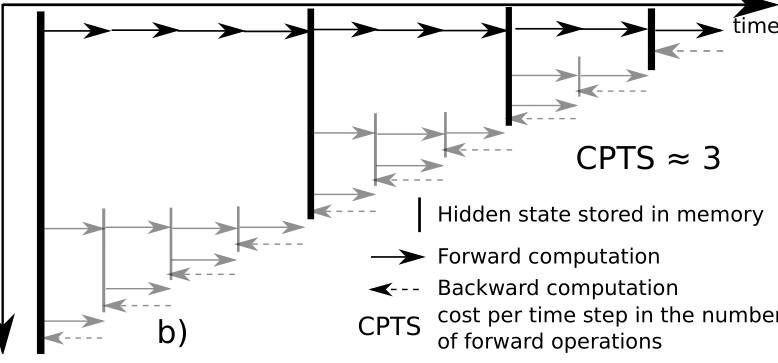 time
CPTS ≈ 3
Hidden state stored in memory
Forward computation
Backward computation
CPTS cost per time step in the number
of forward operations
b)